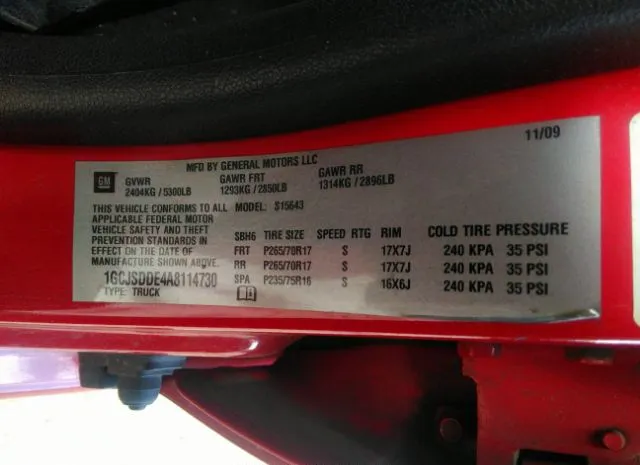 11/09
MFD BY GENERAL MOTORS LLC
GM
GVWR GAWR FRT GAWR RR
2404KG / 5300LB 1293KG / 2850LB 1314KG / 2896LB
THIS VEHICLE CONFORMS TO ALL MODEL: S15643
APPLICABLE FEDERAL MOTOR
VEHICLE SAFETY AND THEFT
PREVENTION STANDARDS IN
EFFECT ON THE DATE OF
MANUFACTURE SHOWN ABOVE.
1GCJSDDE4A8114730
TYPE: TRUCK
SBH6 TIRE SIZE SPEED RTG RIM COLD TIRE PRESSURE
FRT P265/70R17 S 17X7J 240 KPA 35 PSI
RR P265/70R17 S 17X7J 240 KPA 35 PSI
SPA P235/75R16 S 16X6J 240 KPA 35 PSI